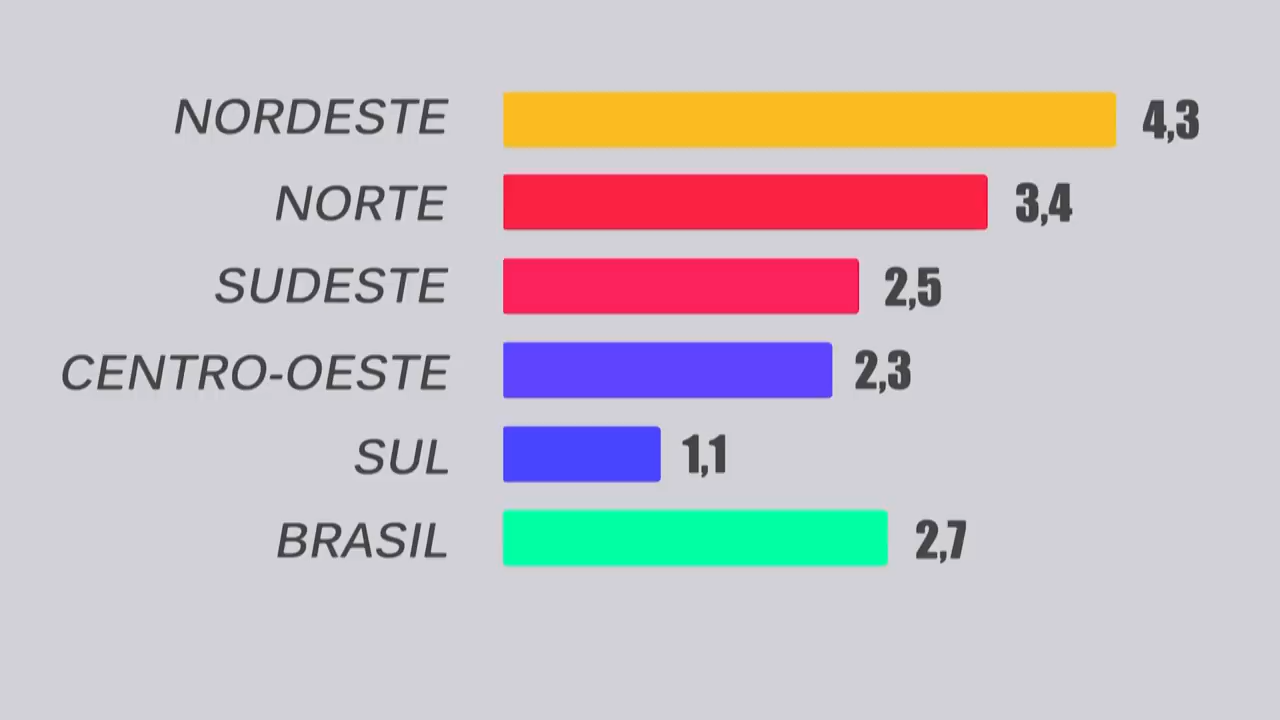 NORDESTE 4,3
NORTE 3,4
SUDESTE 2,5
CENTRO-OESTE 2,3
SUL 1,1
BRASIL 2,7